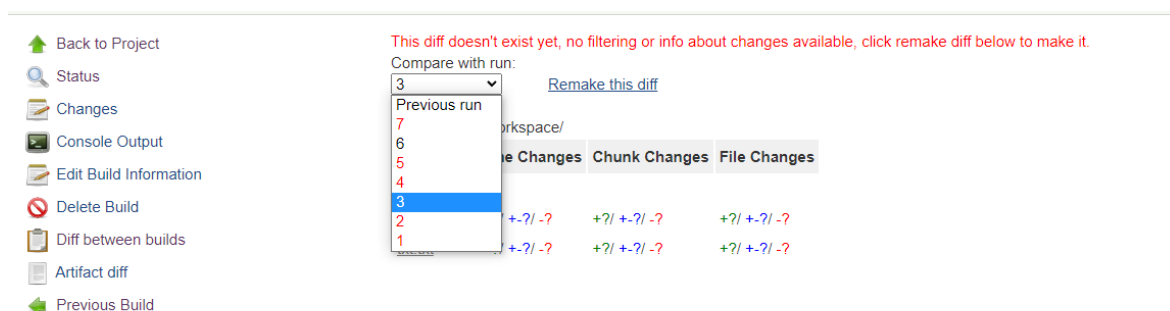 Back to Project
Status
Changes
Console Output
Edit Build Information
Delete Build
Diff between builds
Artifact diff
Previous Build
This diff doesn't exist yet, no filtering or info about changes available, click remake diff below to make it.
Compare with run:
3 Remake this diff
Previous run
7
6
5
4
3
2
1
Changes Chunk Changes File Changes
+-?/ -? +?/ +-?/ -? +?/ +-?/ -?
+-?/ -? +?/ +-?/ -? +?/ +-?/ -?